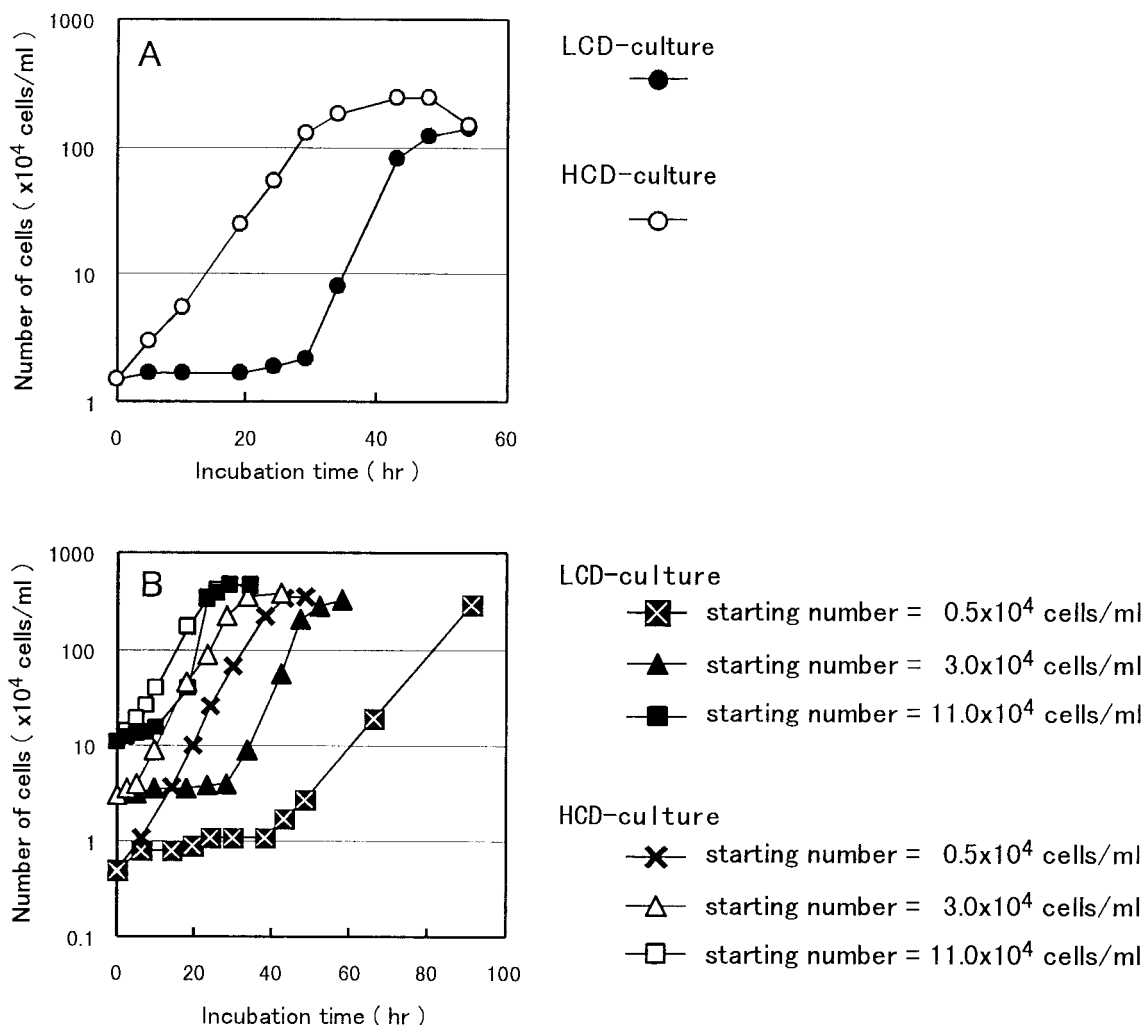 A
1000
100
10
1
0
20
40
60
Number of cells ( x10⁴ cells/ml )
Incubation time ( hr )
LCD-culture
HCD-culture
B
1000
100
10
1
0.1
0
20
40
60
80
100
Number of cells ( x10⁴ cells/ml )
Incubation time ( hr )
LCD-culture
starting number = 0.5x10⁴ cells/ml
starting number = 3.0x10⁴ cells/ml
starting number = 11.0x10⁴ cells/ml
HCD-culture
starting number = 0.5x10⁴ cells/ml
starting number = 3.0x10⁴ cells/ml
starting number = 11.0x10⁴ cells/ml